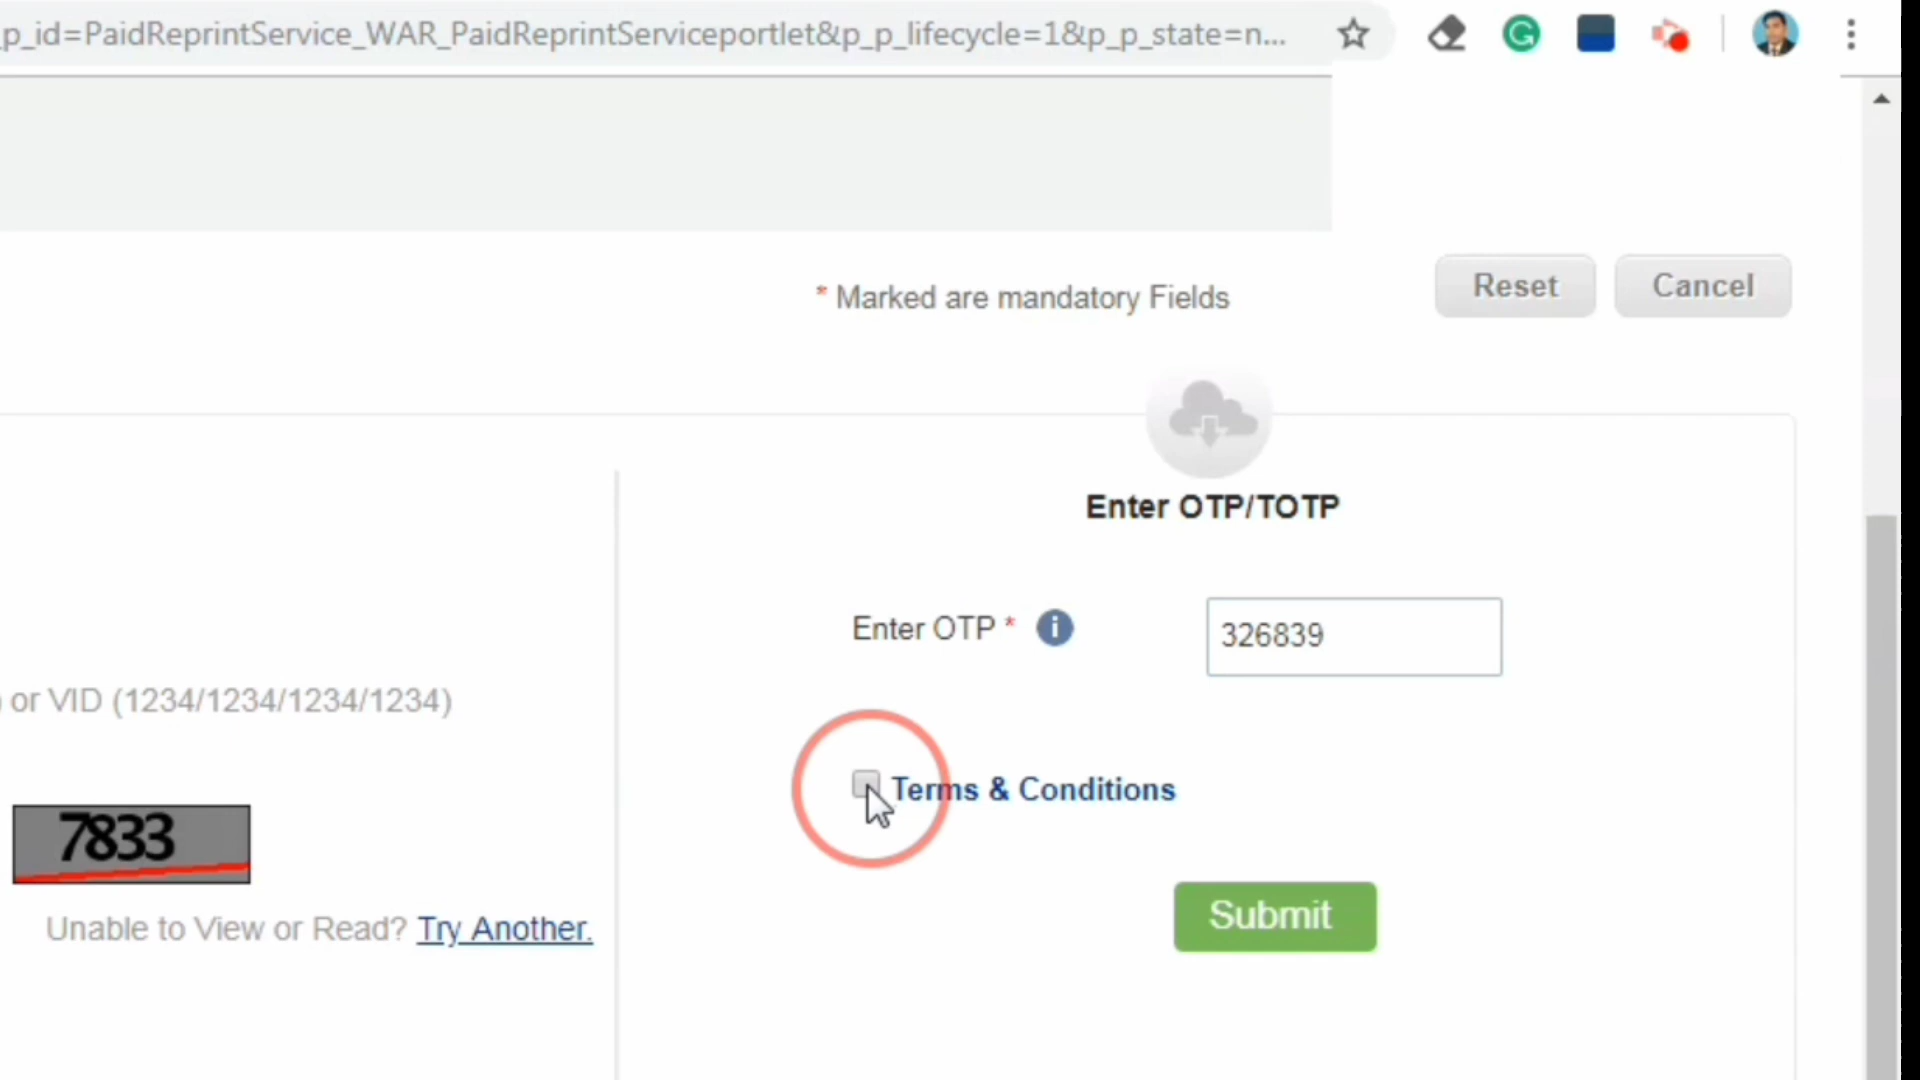 p_id=PaidReprintService_WAR_PaidReprintServiceportlet&p_p_lifecycle=1&p_p_state=n...
* Marked are mandatory Fields
Reset
Cancel
Enter OTP/TOTP
Enter OTP * i
326839
) or VID (1234/1234/1234/1234)
Terms & Conditions
7833
Submit
Unable to View or Read? Try Another.